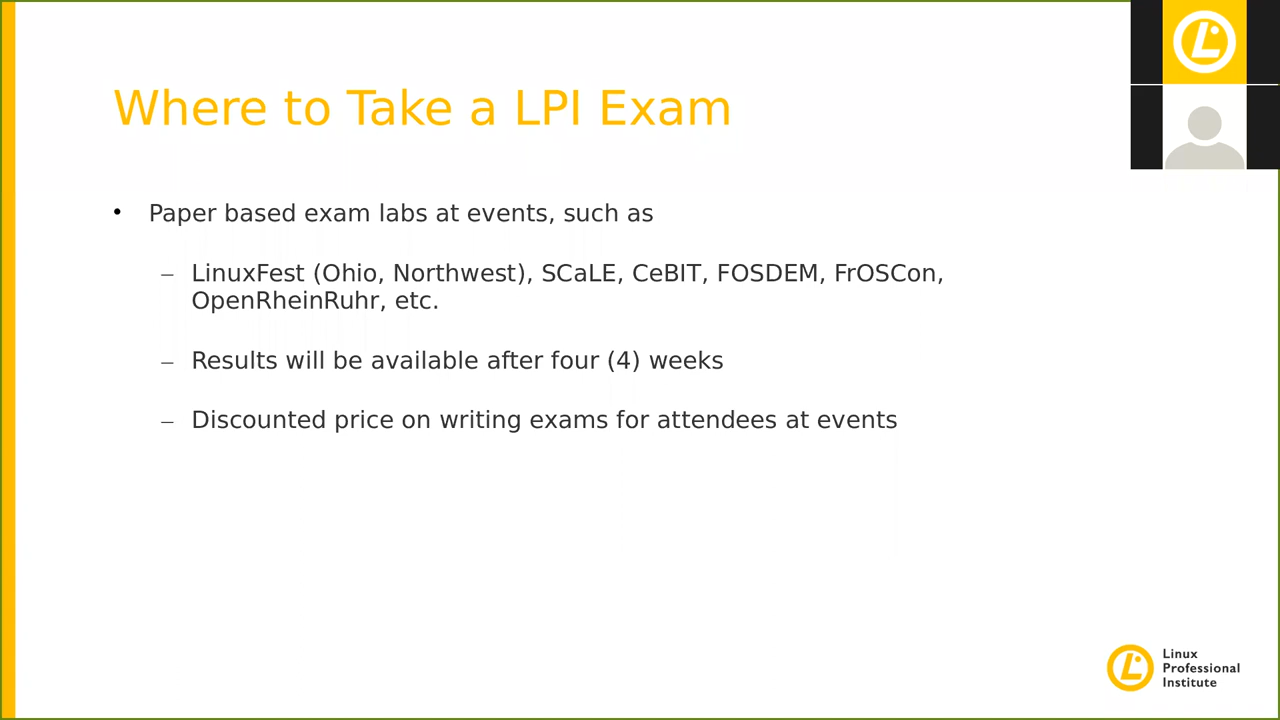 Where to Take a LPI Exam
• Paper based exam labs at events, such as
– LinuxFest (Ohio, Northwest), SCaLE, CeBIT, FOSDEM, FrOSCon,
OpenRheinRuhr, etc.
– Results will be available after four (4) weeks
– Discounted price on writing exams for attendees at events
Linux
Professional
Institute